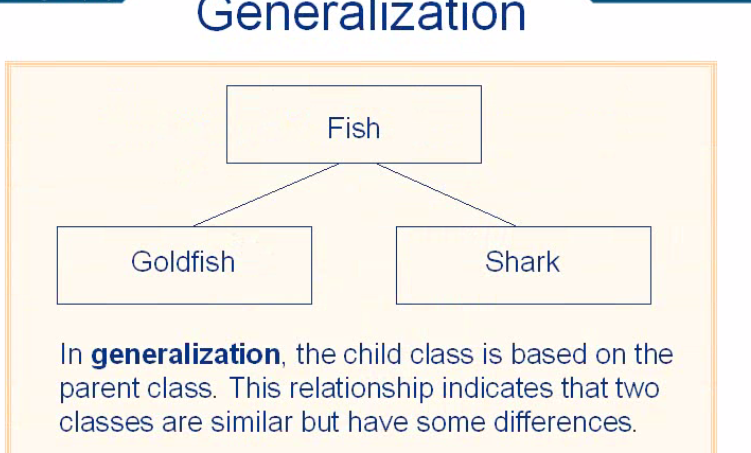 Generalization
Fish
Goldfish
Shark
In generalization, the child class is based on the
parent class. This relationship indicates that two
classes are similar but have some differences.